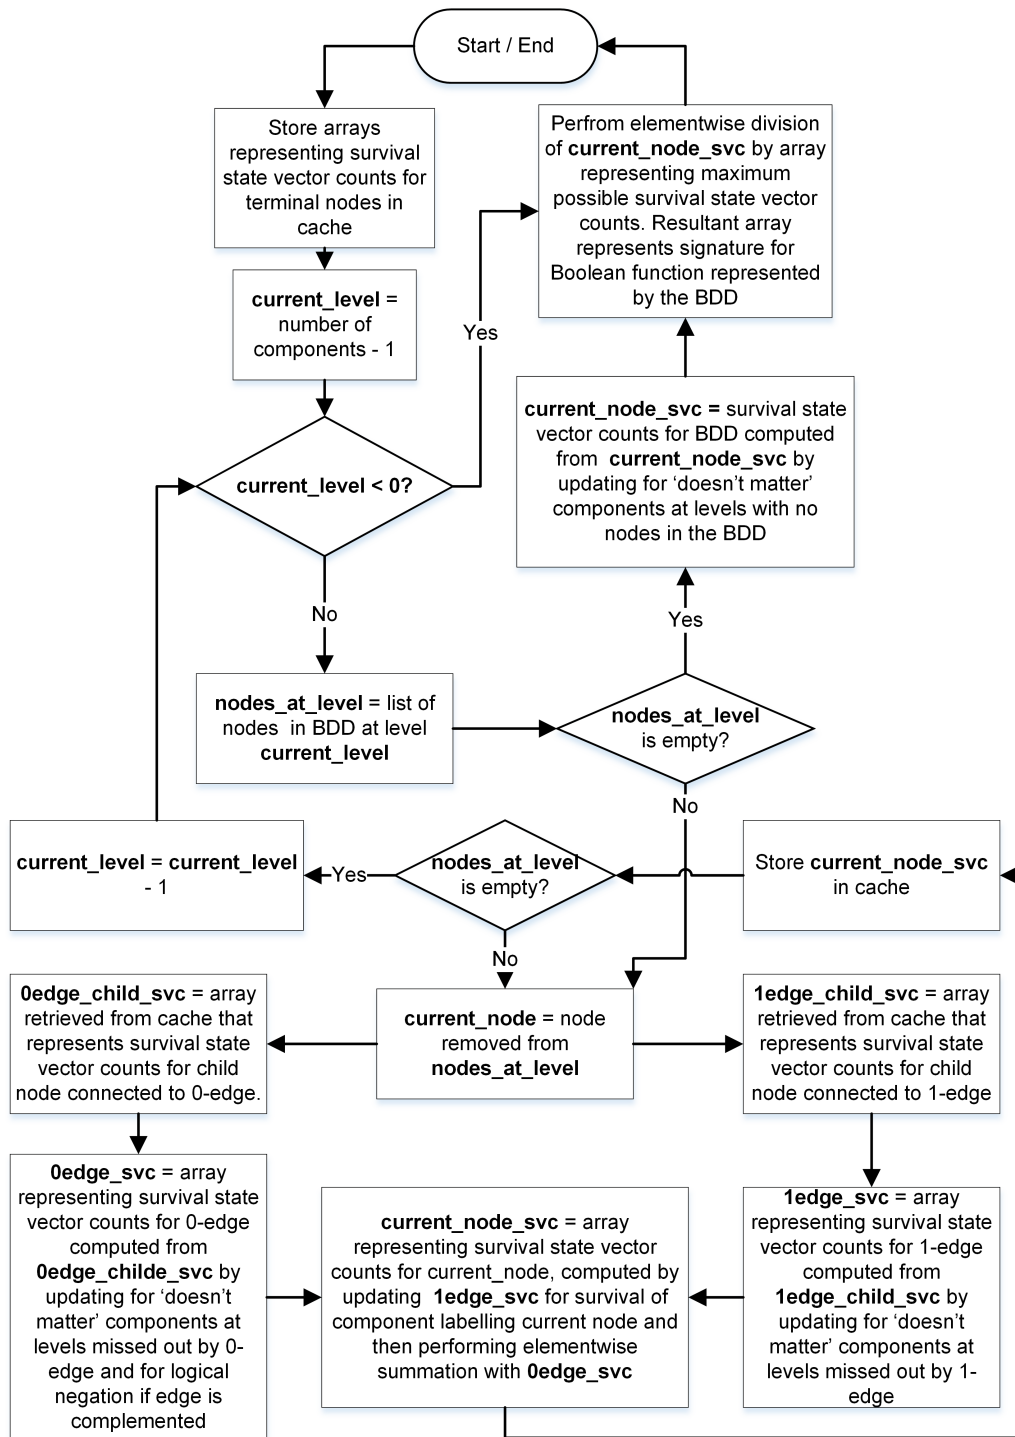 Start / End
Store arrays
representing survival
state vector counts for
terminal nodes in
cache
Perfrom elementwise division
of current_node_svc by array
representing maximum
possible survival state vector
counts. Resultant array
represents signature for
Boolean function represented
by the BDD
current_level =
number of
components - 1
Yes
current_level < 0?
current_node_svc = survival state
vector counts for BDD computed
from current_node_svc by
updating for ‘doesn’t matter’
components at levels with no
nodes in the BDD
No
Yes
nodes_at_level = list of
nodes in BDD at level
current_level
nodes_at_level
is empty?
No
current_level = current_level
- 1
Yes
nodes_at_level
is empty?
Store current_node_svc
in cache
No
0edge_child_svc = array
retrieved from cache that
represents survival state
vector counts for child
node connected to 0-edge.
current_node = node
removed from
nodes_at_level
1edge_child_svc = array
retrieved from cache that
represents survival state
vector counts for child
node connected to 1-edge
0edge_svc = array
representing survival state
vector counts for 0-edge
computed from
0edge_childe_svc by
updating for ‘doesn’t
matter’ components at
levels missed out by 0-
edge and for logical
negation if edge is
complemented
current_node_svc = array
representing survival state vector
counts for current_node, computed by
updating 1edge_svc for survival of
component labelling current node and
then performing elementwise
summation with 0edge_svc
1edge_svc = array
representing survival state
vector counts for 1-edge
computed from
1edge_child_svc by
updating for ‘doesn’t
matter’ components at
levels missed out by 1-
edge